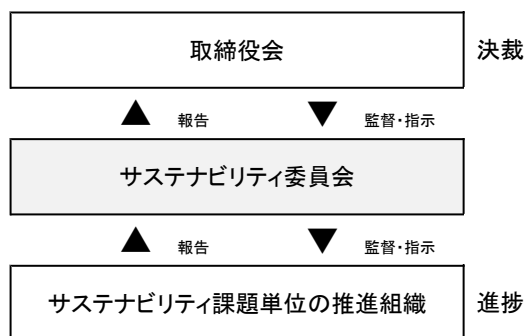 取締役会 決裁
▲ 報告 ▼ 監督・指示
サステナビリティ委員会
▲ 報告 ▼ 監督・指示
サステナビリティ課題単位の推進組織 進捗